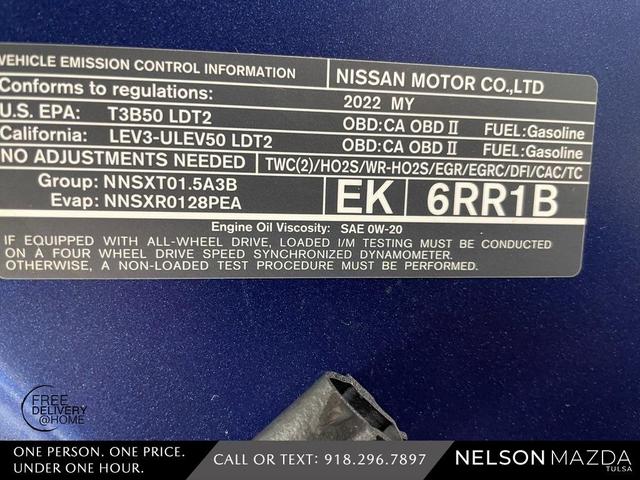 VEHICLE EMISSION CONTROL INFORMATION
NISSAN MOTOR CO.,LTD
Conforms to regulations:
2022 MY
U.S. EPA: T3B50 LDT2
OBD:CA OBD II FUEL:Gasoline
California: LEV3-ULEV50 LDT2
OBD:CA OBD II FUEL:Gasoline
NO ADJUSTMENTS NEEDED
TWC(2)/HO2S/WR-HO2S/EGR/EGRC/DFI/CAC/TC
Group: NNSXT01.5A3B
Evap: NNSXR0128PEA
EK
6RR1B
Engine Oil Viscosity: SAE 0W-20
IF EQUIPPED WITH ALL-WHEEL DRIVE, LOADED I/M TESTING MUST BE CONDUCTED
ON A FOUR WHEEL DRIVE SPEED SYNCHRONIZED DYNAMOMETER.
ALTERNATIVELY, A NON-LOADED TEST PROCEDURE MUST BE PERFORMED.
FREE
DELIVERY
@HOME
ONE PERSON. ONE PRICE.
UNDER ONE HOUR.
CALL OR TEXT: 918.296.7897
NELSON MAZDA
TULSA